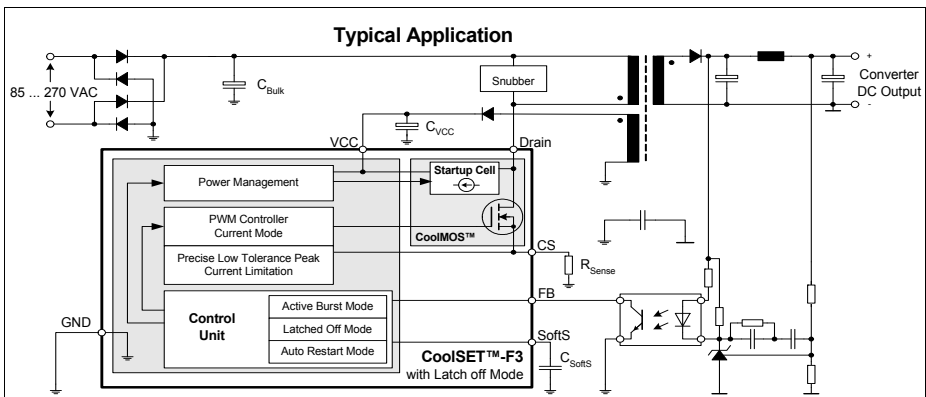 Typical Application
85 ... 270 VAC
C_Bulk
Snubber
+
Converter
DC Output
-
C_VCC
VCC
Drain
Power Management
Startup Cell
PWM Controller
Current Mode
CoolMOS™
Precise Low Tolerance Peak
Current Limitation
CS
R_Sense
FB
Control
Unit
Active Burst Mode
Latched Off Mode
Auto Restart Mode
GND
SoftS
C_SoftS
CoolSET™-F3
with Latch off Mode